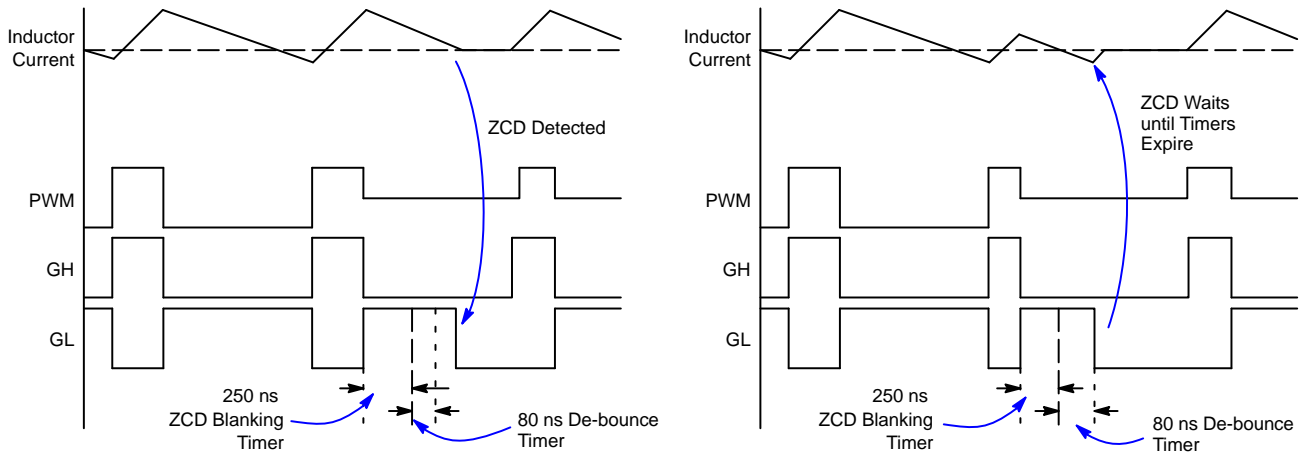 Inductor
Current
ZCD Detected
PWM
GH
GL
250 ns
ZCD Blanking
Timer
80 ns De-bounce
Timer
Inductor
Current
ZCD Waits
until Timers
Expire
PWM
GH
GL
250 ns
ZCD Blanking
Timer
80 ns De-bounce
Timer